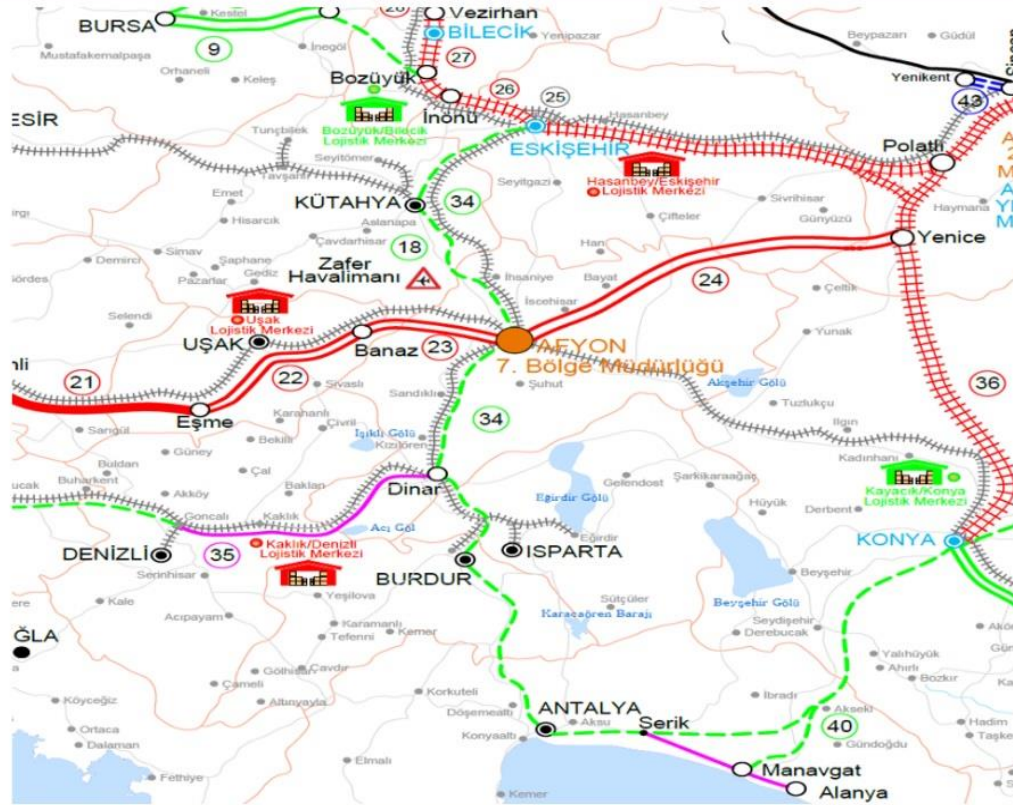 Kestel
BURSA
9
İnegöl
Mustafakemalpaşa
Orhaneli
Keleş
Vezirhan
BİLECİK
Yenipazar
27
Bozüyük
26
25
İnönü
Hasanbey
Bozüyük/Bilecik
Lojistik Merkezi
ESKİŞEHİR
Beypazarı
Güdül
Yenikent
Sincan
43
Polatlı
ESİR
Tunçbilek
Seyitömer
Tavşanlı
Seyitgazi
Hasanbey/Eskişehir
Lojistik Merkezi
Sivrihisar
Günyüzü
Haymana
Çifteler
Emet
Hisarcık
KÜTAHYA
34
Aslanapa
Çavdarhisar
18
Han
Yenice
Simav
Demirci
Şaphane
Gediz
Pazarlar
Zafer
Havalimanı
İhsaniye
Bayat
24
İscehisar
Çeltik
Selendi
Uşak
Lojistik Merkezi
UŞAK
Banaz
23
AFYON
7. Bölge Müdürlüğü
Yunak
21
22
Sivaslı
Şuhut
Akşehir Gölü
36
Eşme
Karahanlı
Sandıklı
Tuzlukçu
Sarıgül
Çivril
Bekilli
Işıklı Gölü
Kızılören
34
Ilgın
Güney
Kadınhanı
Buldan
Buharkent
Çal
Baklan
Dinar
Gelendost
Şarkikaraağaç
Kayacık/Konya
Lojistik Merkezi
Akköy
Eğirdir Gölü
Hüyük
Derbent
Goncalı
Kaklık
Acı Göl
Eğirdir
DENİZLİ
35
Kaklık/Denizli
Lojistik Merkezi
ISPARTA
KONYA
Serinhisar
BURDUR
Beyşehir
Kale
Yeşilova
Sütçüler
Acıpayam
Karacaören Barajı
Beyşehir Gölü
Karamanlı
Tefenni
Kemer
Seydişehir
Derebucak
ĞLA
Yalıhüyük
Ahırlı
Bozkır
Gölhisar
Çavdır
Çameli
Altınyayla
Köyceğiz
Korkuteli
Döşemealtı
ANTALYA
Aksu
Serik
İbradı
Akseki
40
Hadim
Ortaca
Dalaman
Konyaaltı
Gündoğdu
Elmalı
Manavgat
Fethiye
Kemer
Alanya